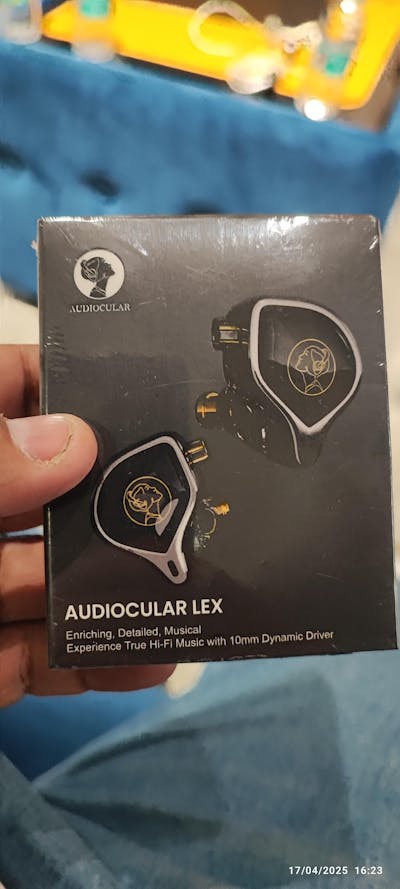 AUDIOCULAR
AUDIOCULAR LEX
Enriching, Detailed, Musical
Experience True Hi-Fi Music with 10mm Dynamic Driver
17/04/2025 16:23